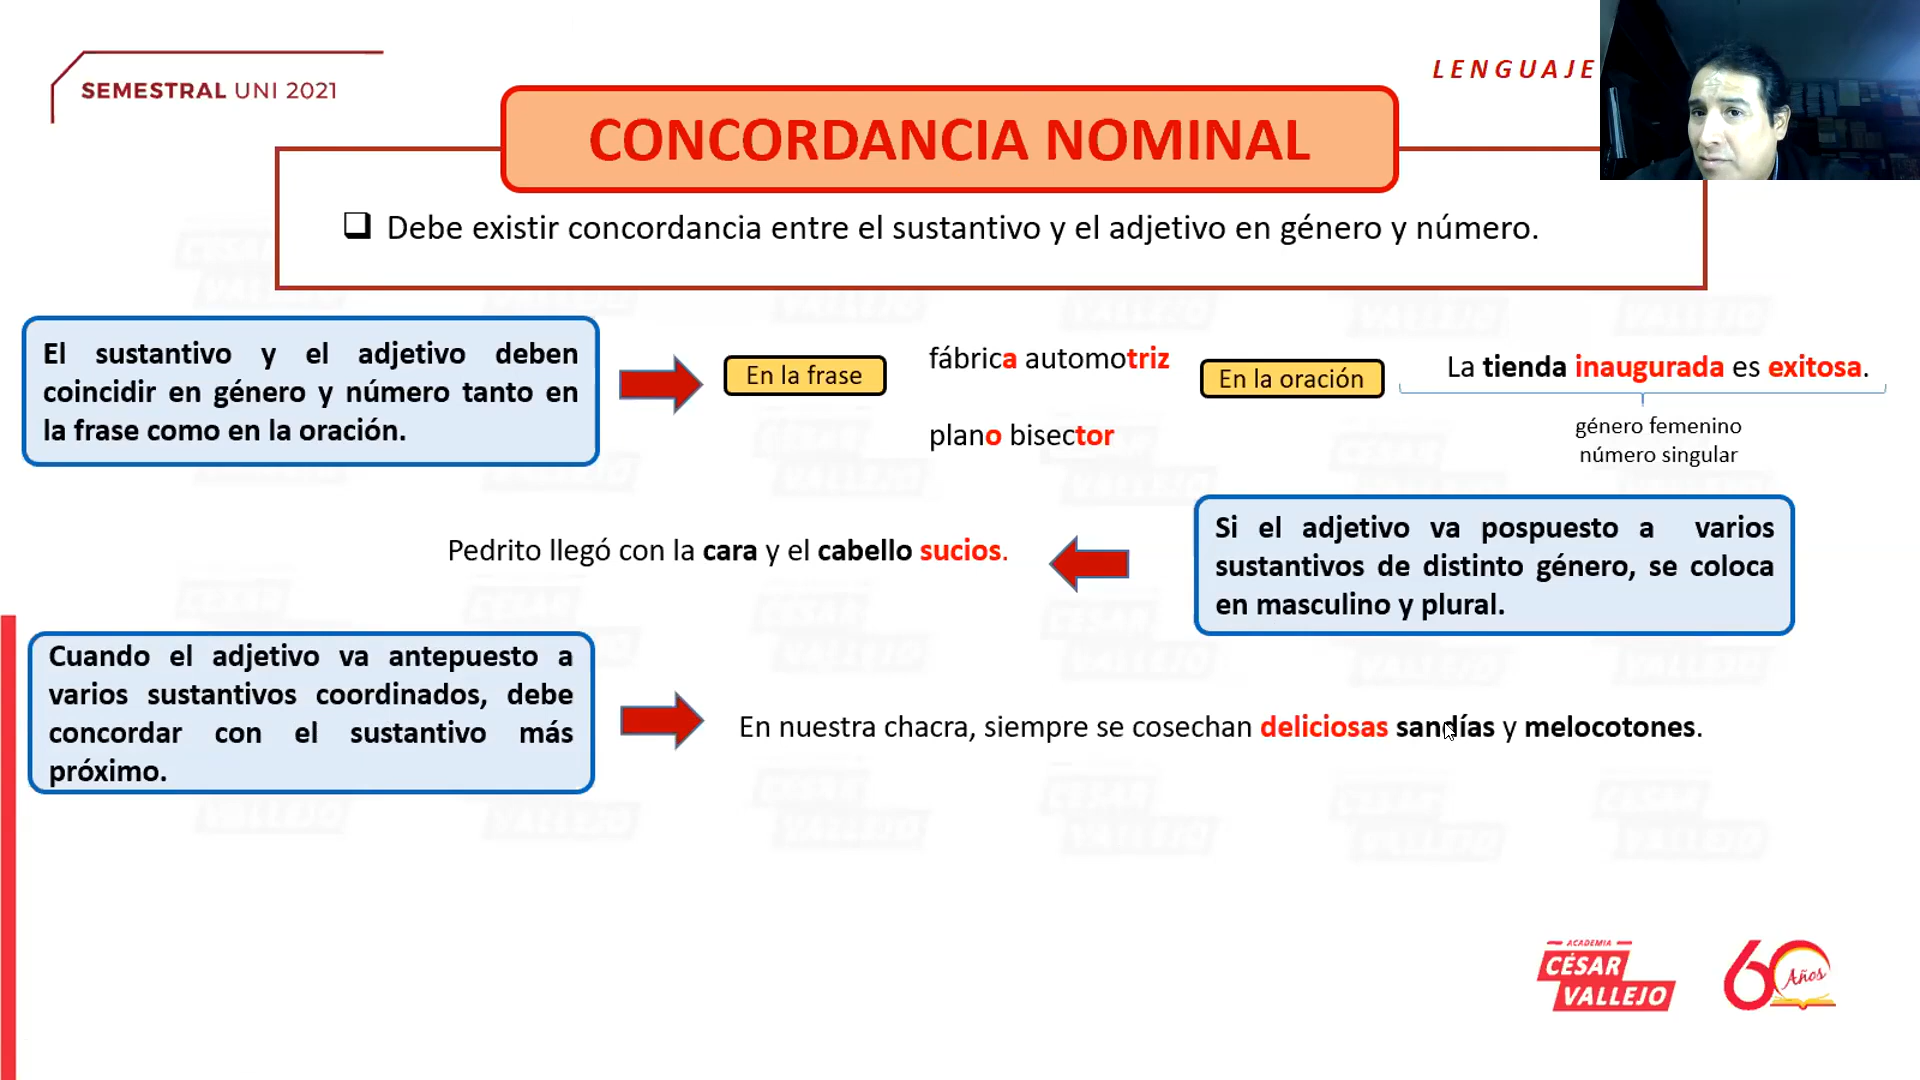 SEMESTRAL UNI 2021
LENGUAJE
CONCORDANCIA NOMINAL
❑ Debe existir concordancia entre el sustantivo y el adjetivo en género y número.
El sustantivo y el adjetivo deben
coincidir en género y número tanto en
la frase como en la oración.
En la frase
fábrica automotriz
plano bisector
En la oración
La tienda inaugurada es exitosa.
género femenino
número singular
Pedrito llegó con la cara y el cabello sucios.
Si el adjetivo va pospuesto a varios
sustantivos de distinto género, se coloca
en masculino y plural.
Cuando el adjetivo va antepuesto a
varios sustantivos coordinados, debe
concordar con el sustantivo más
próximo.
En nuestra chacra, siempre se cosechan deliciosas sandías y melocotones.
ACADEMIA
CÉSAR
VALLEJO
60 Años